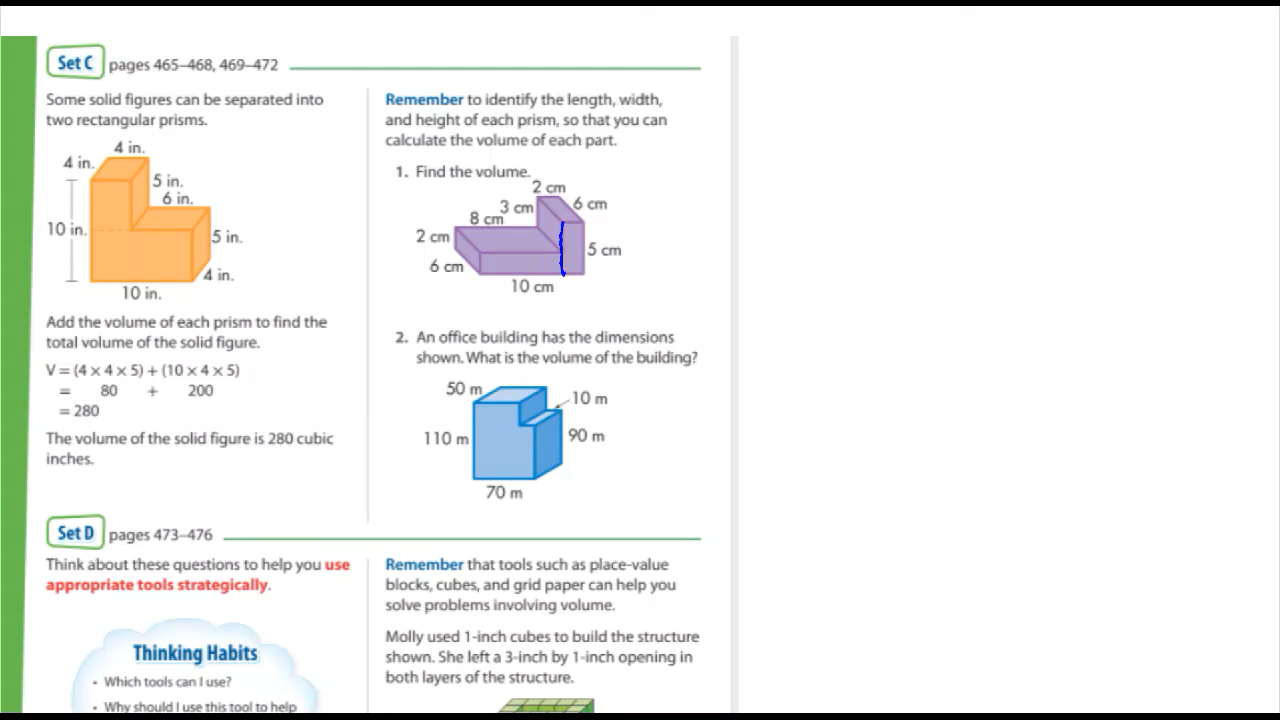 Set C pages 465–468, 469–472
Some solid figures can be separated into
two rectangular prisms.
4 in.
4 in.
5 in.
6 in.
10 in.
5 in.
4 in.
10 in.
Add the volume of each prism to find the
total volume of the solid figure.
V = (4 × 4 × 5) + (10 × 4 × 5)
= 80 + 200
= 280
The volume of the solid figure is 280 cubic
inches.
Remember to identify the length, width,
and height of each prism, so that you can
calculate the volume of each part.
1. Find the volume.
2 cm
3 cm
6 cm
8 cm
2 cm
5 cm
6 cm
10 cm
2. An office building has the dimensions
shown. What is the volume of the building?
50 m
10 m
110 m
90 m
70 m
Set D pages 473–476
Think about these questions to help you use
appropriate tools strategically.
Thinking Habits
• Which tools can I use?
• Why should I use this tool to help
Remember that tools such as place-value
blocks, cubes, and grid paper can help you
solve problems involving volume.
Molly used 1-inch cubes to build the structure
shown. She left a 3-inch by 1-inch opening in
both layers of the structure.